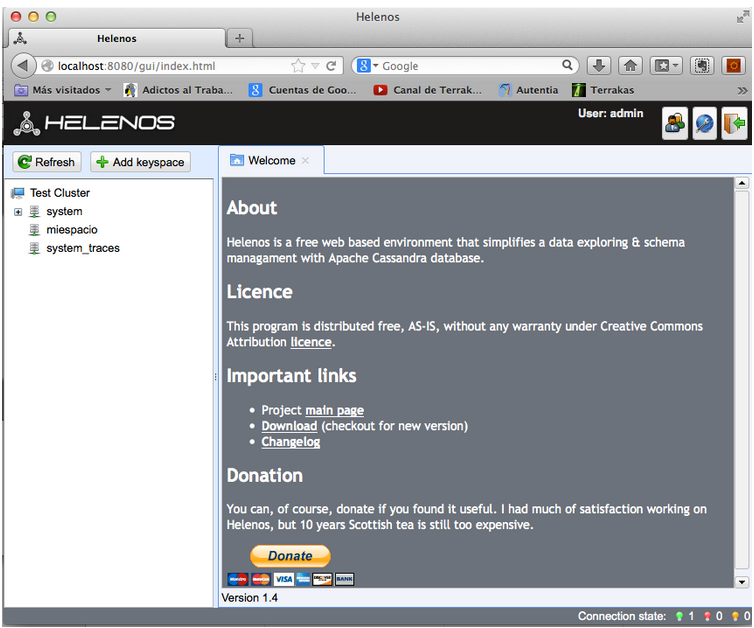 Helenos
Helenos
localhost:8080/gui/index.html
Google
Más visitados
Adictos al Traba...
Cuentas de Goo...
Canal de Terrak...
Autentia
Terrakas
HELENOS
User: admin
Refresh
Add keyspace
Welcome
Test Cluster
system
miespacio
system_traces
About
Helenos is a free web based environment that simplifies a data exploring & schema
managament with Apache Cassandra database.
Licence
This program is distributed free, AS-IS, without any warranty under Creative Commons
Attribution licence.
Important links
• Project main page
• Download (checkout for new version)
• Changelog
Donation
You can, of course, donate if you found it useful. I had much of satisfaction working on
Helenos, but 10 years Scottish tea is still too expensive.
Donate
VISA
BANK
Version 1.4
Connection state: 1 0 0